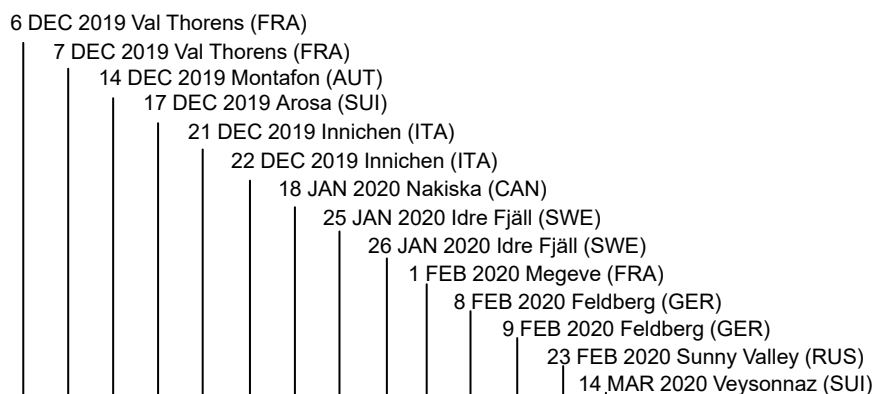 6 DEC 2019 Val Thorens (FRA)
7 DEC 2019 Val Thorens (FRA)
14 DEC 2019 Montafon (AUT)
17 DEC 2019 Arosa (SUI)
21 DEC 2019 Innichen (ITA)
22 DEC 2019 Innichen (ITA)
18 JAN 2020 Nakiska (CAN)
25 JAN 2020 Idre Fjäll (SWE)
26 JAN 2020 Idre Fjäll (SWE)
1 FEB 2020 Megeve (FRA)
8 FEB 2020 Feldberg (GER)
9 FEB 2020 Feldberg (GER)
23 FEB 2020 Sunny Valley (RUS)
14 MAR 2020 Veysonnaz (SUI)